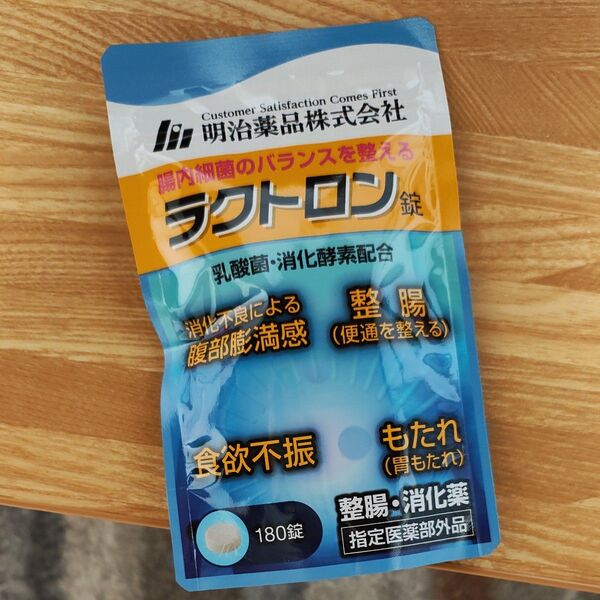 Customer Satisfaction Comes First
明治薬品株式会社
腸内細菌のバランスを整える
ラクトロン錠
乳酸菌・消化酵素配合
消化不良による
腹部膨満感
整腸
(便通を整える)
食欲不振
もたれ
(胃もたれ)
180錠
整腸・消化薬
指定医薬部外品